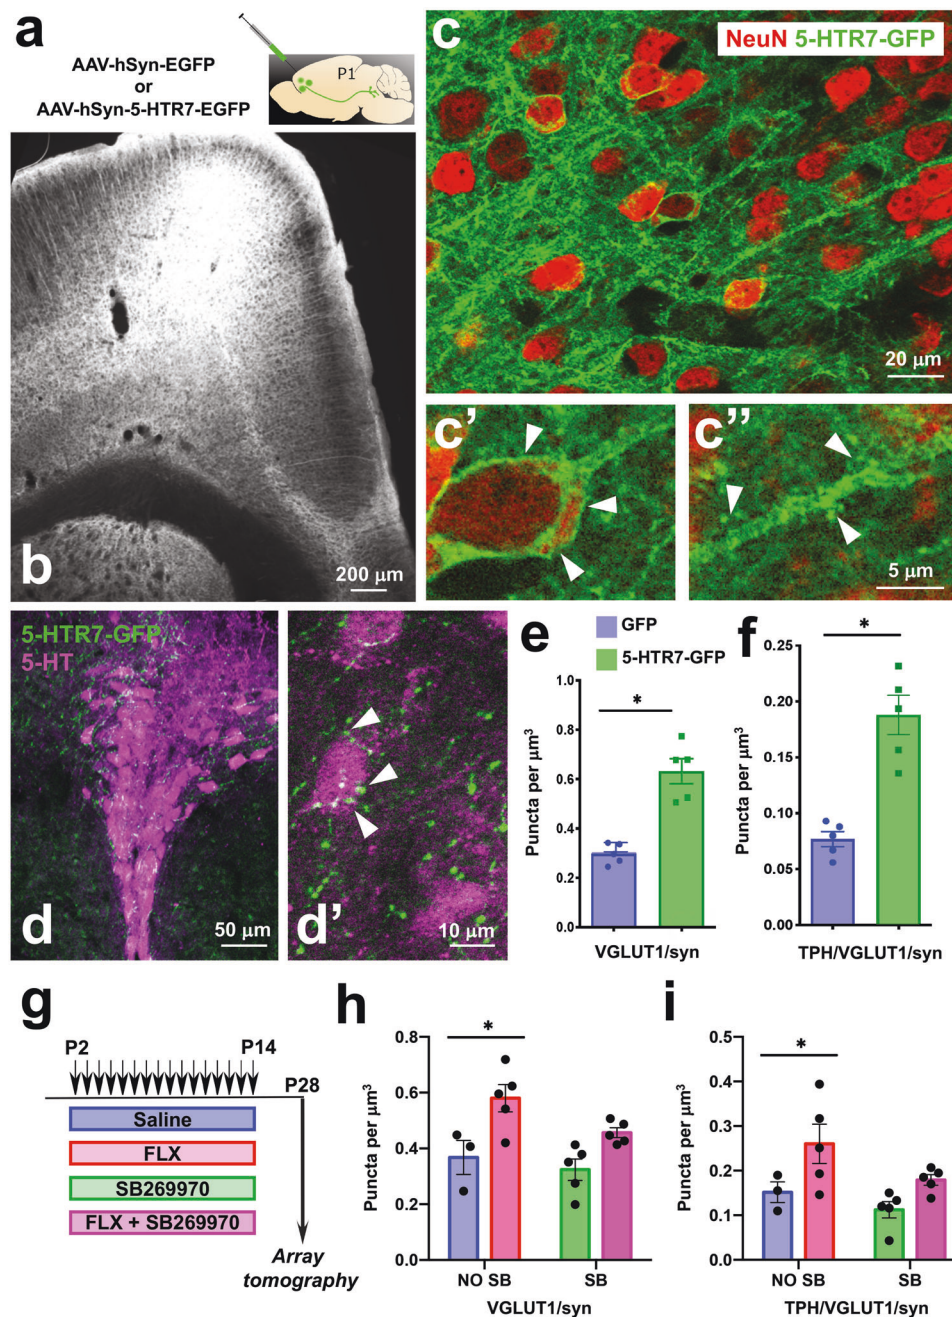 a
AAV-hSyn-EGFP
or
AAV-hSyn-5-HTR7-EGFP
P1
b
200 µm
c
NeuN 5-HTR7-GFP
20 µm
c'
c''
5 µm
5-HTR7-GFP
5-HT
d
50 µm
d'
10 µm
e
GFP
5-HTR7-GFP
*
Puncta per µm³
1.0
0.8
0.6
0.4
0.2
0.0
VGLUT1/syn
f
*
Puncta per µm³
0.25
0.20
0.15
0.10
0.05
0.00
TPH/VGLUT1/syn
g
P2
P14
P28
Saline
FLX
SB269970
FLX + SB269970
Array
tomography
h
*
Puncta per µm³
0.8
0.6
0.4
0.2
0.0
NO SB
SB
VGLUT1/syn
i
*
Puncta per µm³
0.5
0.4
0.3
0.2
0.1
0.0
NO SB
SB
TPH/VGLUT1/syn